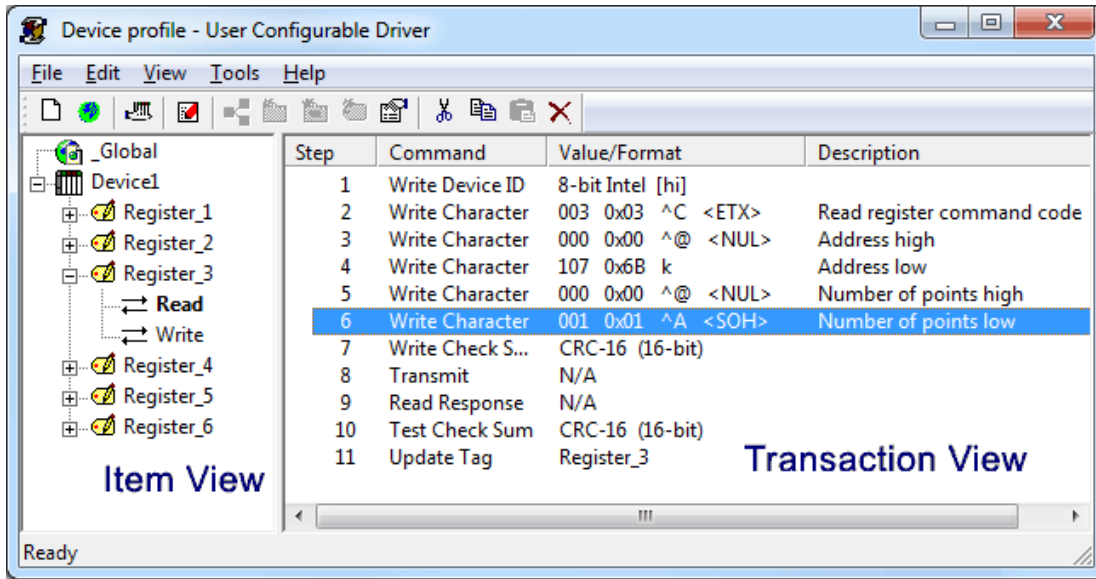 Device profile - User Configurable Driver
File Edit View Tools Help
_Global
Device1
Register_1
Register_2
Register_3
Read
Write
Register_4
Register_5
Register_6
Item View
Step Command Value/Format Description
1 Write Device ID 8-bit Intel [hi]
2 Write Character 003 0x03 ^C <ETX> Read register command code
3 Write Character 000 0x00 ^@ <NUL> Address high
4 Write Character 107 0x6B k Address low
5 Write Character 000 0x00 ^@ <NUL> Number of points high
6 Write Character 001 0x01 ^A <SOH> Number of points low
7 Write Check S... CRC-16 (16-bit)
8 Transmit N/A
9 Read Response N/A
10 Test Check Sum CRC-16 (16-bit)
11 Update Tag Register_3
Transaction View
Ready